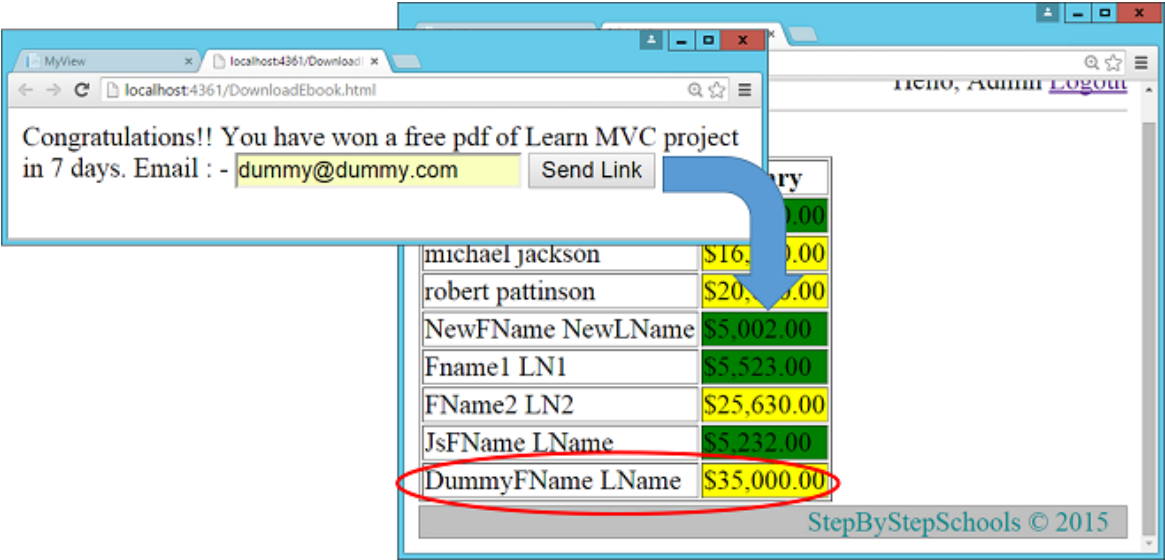 MyView
localhost:4361/Download
localhost:4361/DownloadEbook.html
Congratulations!! You have won a free pdf of Learn MVC project
in 7 days. Email : - dummy@dummy.com Send Link
Hello, Admin Logout
michael jackson
robert pattinson
NewFName NewLName $5,002.00
Fname1 LN1 $5,523.00
FName2 LN2 $25,630.00
JsFName LName $5,232.00
DummyFName LName $35,000.00
StepByStepSchools © 2015